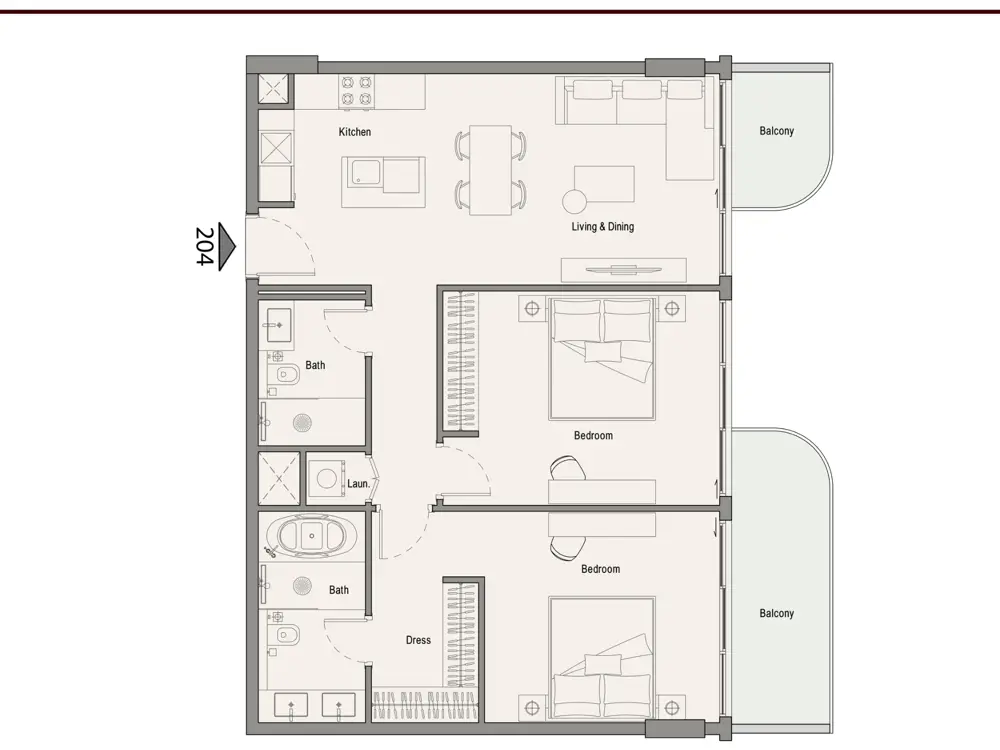 Balcony
Kitchen
Living & Dining
204
Bath
Bedroom
Laun.
Bedroom
Bath
Balcony
Dress